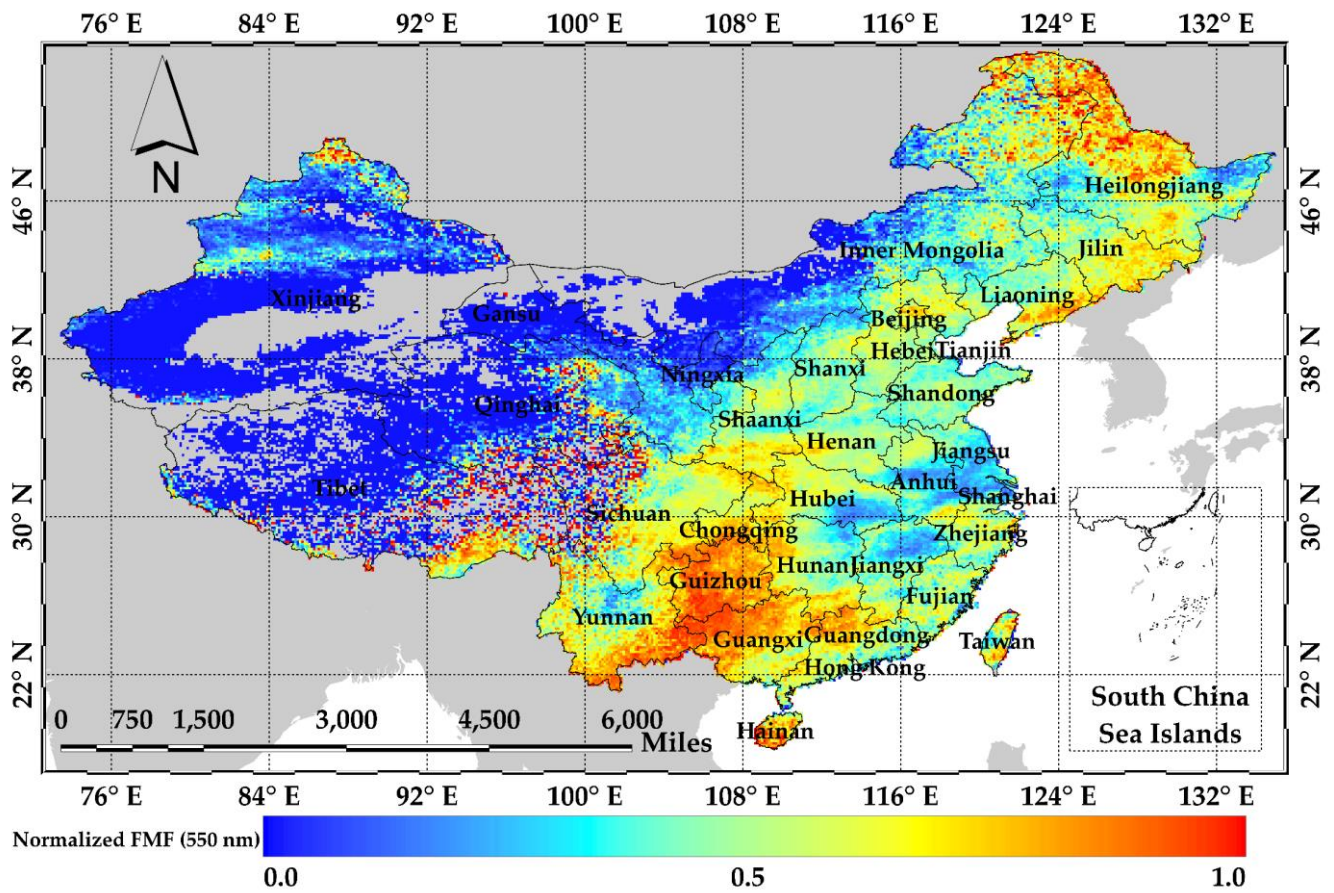 76° E 84° E 92° E 100° E 108° E 116° E 124° E 132° E
N
46° N
38° N
30° N
22° N
46° N
38° N
30° N
22° N
Heilongjiang
Inner Mongolia
Jilin
Xinjiang
Liaoning
Gansu
Beijing
Hebei
Tianjin
Ningxia
Shanxi
Qinghai
Shandong
Shaanxi
Henan
Jiangsu
Tibet
Anhui
Hubei
Shanghai
Sichuan
Chongqing
Zhejiang
Hunan
Jiangxi
Guizhou
Fujian
Yunnan
Guangxi
Guangdong
Taiwan
Hong Kong
Hainan
South China
Sea Islands
0 750 1,500 3,000 4,500 6,000
Miles
76° E 84° E 92° E 100° E 108° E 116° E 124° E 132° E
Normalized FMF (550 nm)
0.0 0.5 1.0